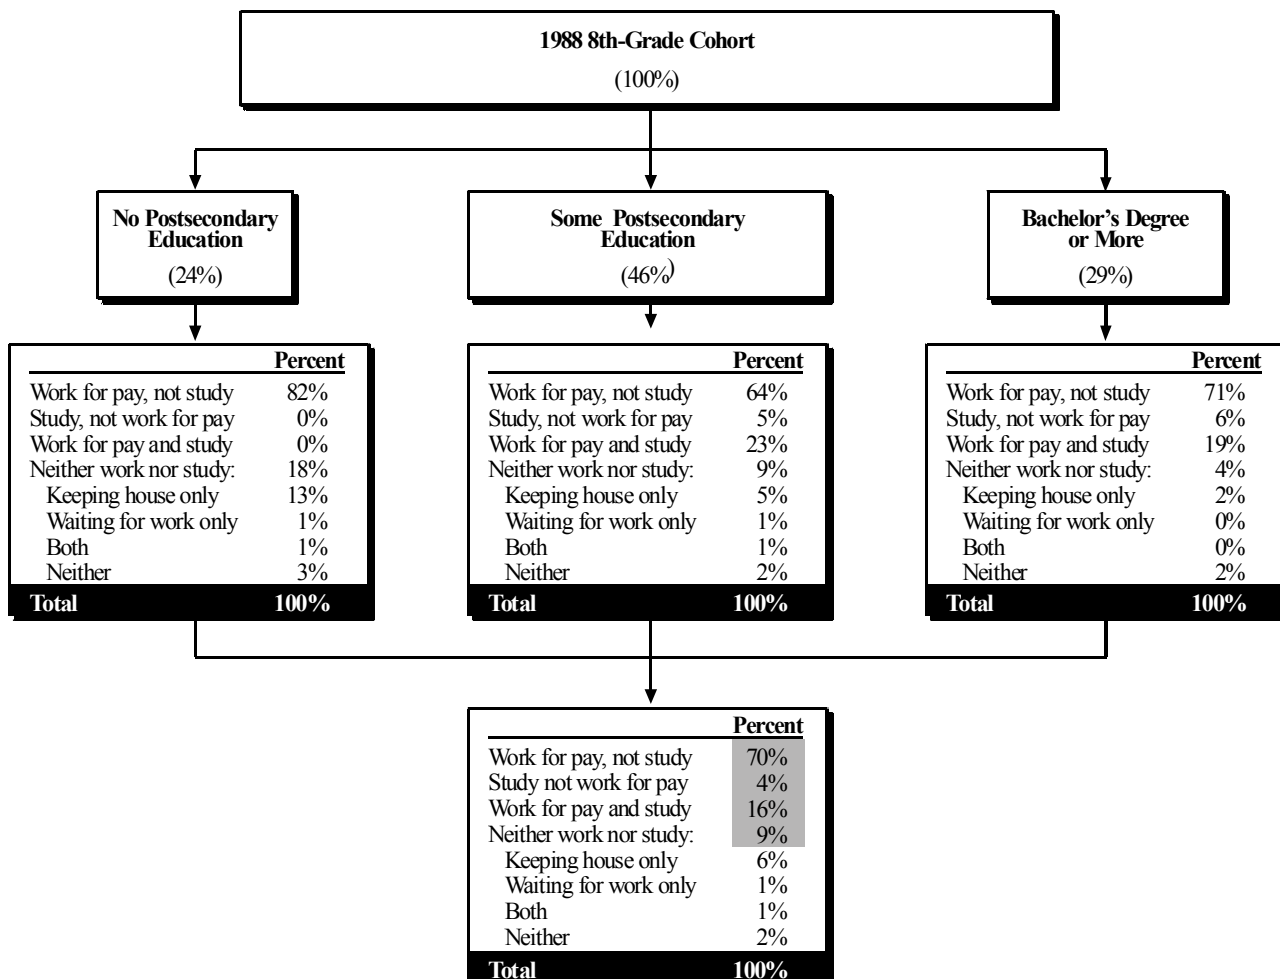 1988 8th-Grade Cohort
(100%)
No Postsecondary
Education
(24%)
Some Postsecondary
Education
(46%)
Bachelor's Degree
or More
(29%)
Percent
Work for pay, not study 82%
Study, not work for pay 0%
Work for pay and study 0%
Neither work nor study: 18%
Keeping house only 13%
Waiting for work only 1%
Both 1%
Neither 3%
Total 100%
Percent
Work for pay, not study 64%
Study, not work for pay 5%
Work for pay and study 23%
Neither work nor study: 9%
Keeping house only 5%
Waiting for work only 1%
Both 1%
Neither 2%
Total 100%
Percent
Work for pay, not study 71%
Study, not work for pay 6%
Work for pay and study 19%
Neither work nor study: 4%
Keeping house only 2%
Waiting for work only 0%
Both 0%
Neither 2%
Total 100%
Percent
Work for pay, not study 70%
Study not work for pay 4%
Work for pay and study 16%
Neither work nor study: 9%
Keeping house only 6%
Waiting for work only 1%
Both 1%
Neither 2%
Total 100%